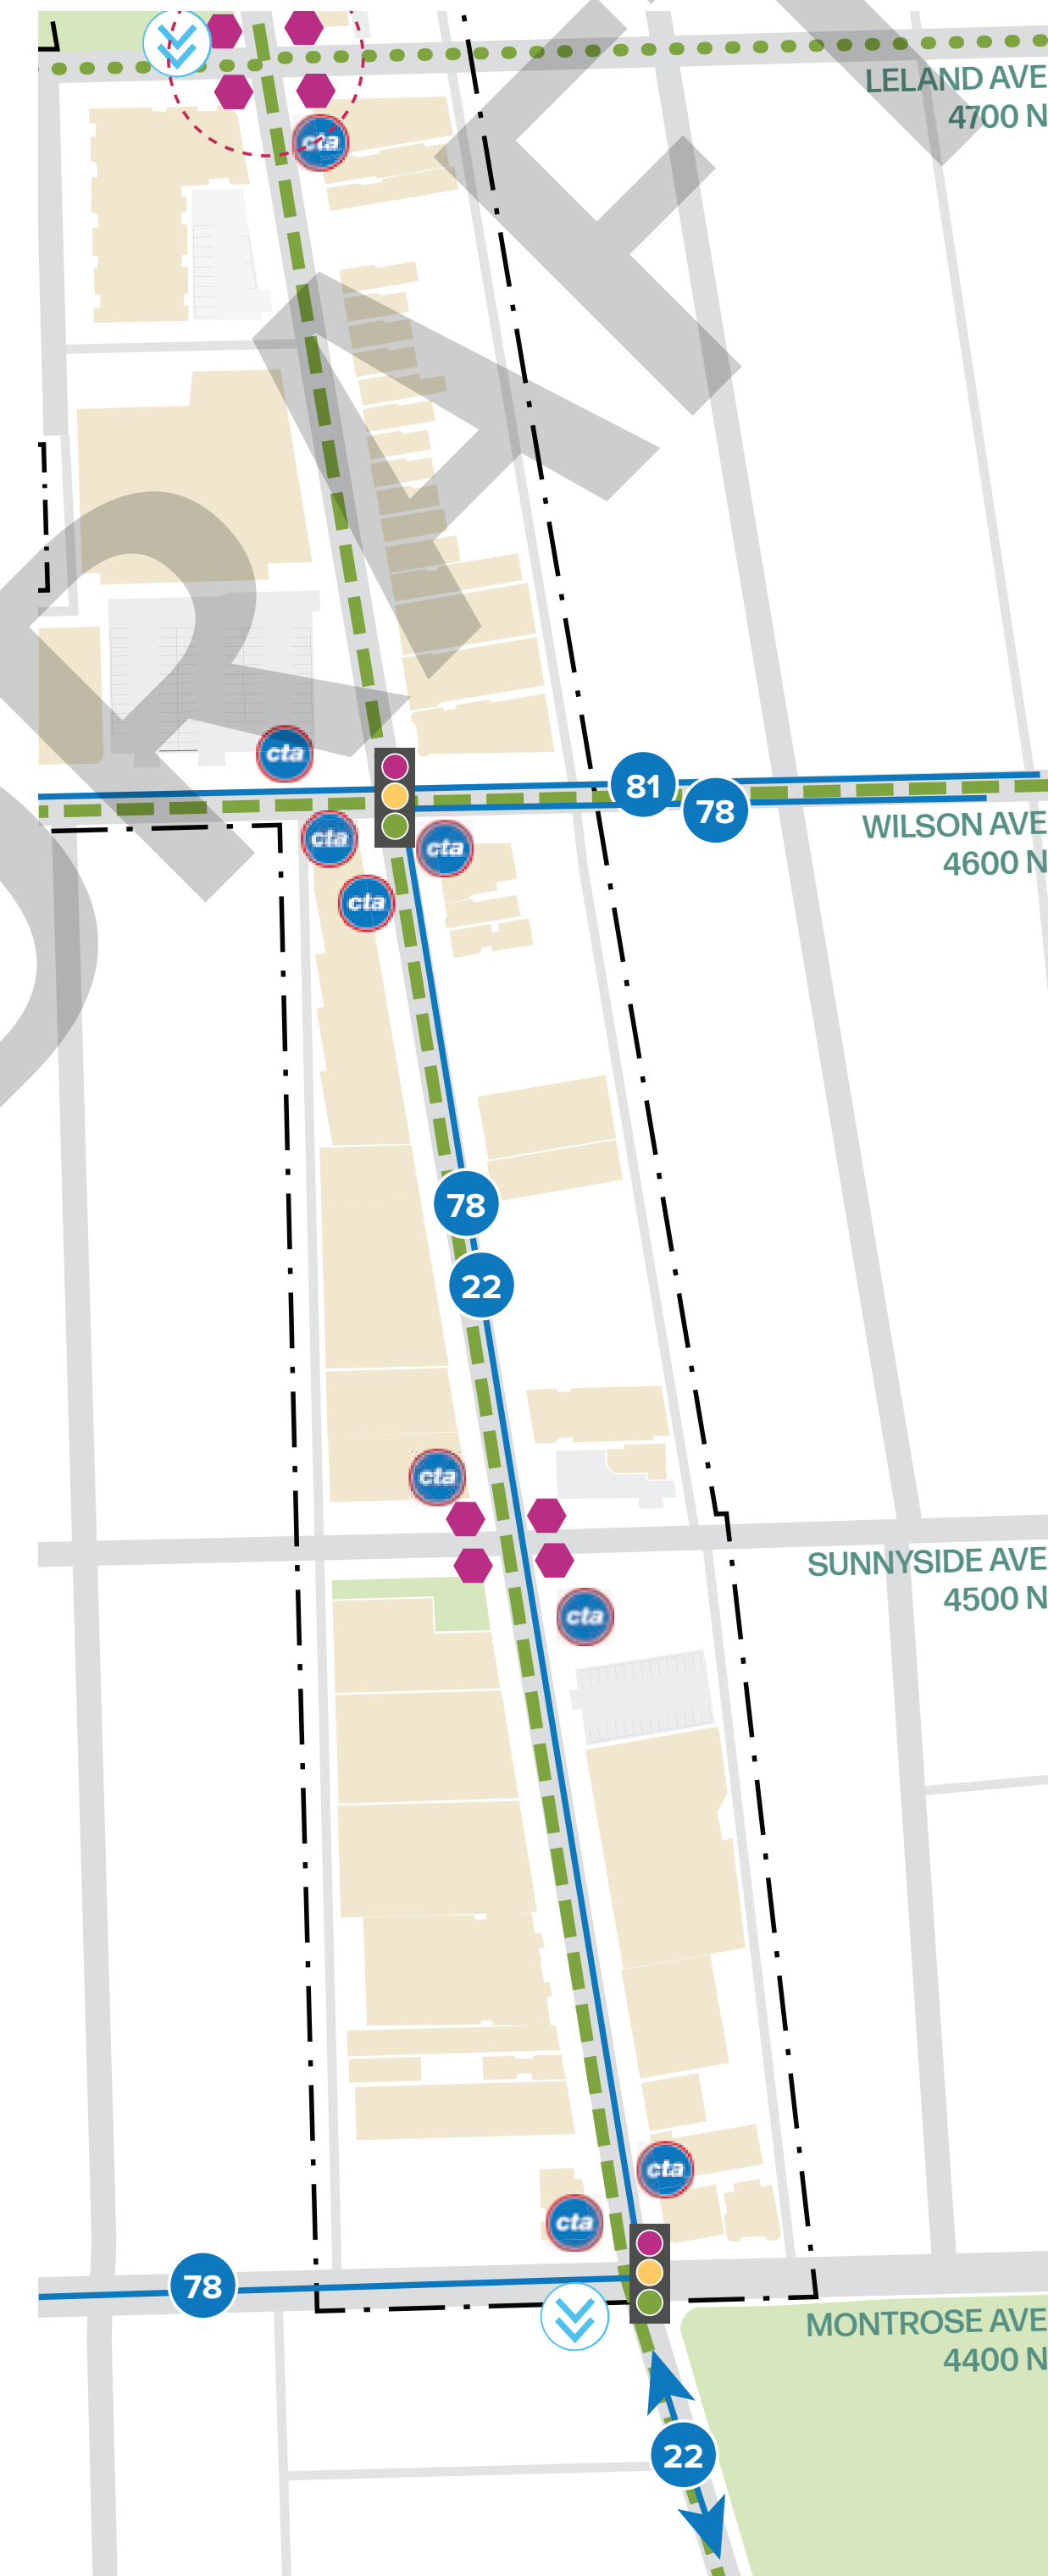 cta
LELAND AVE
4700 N
DRAFT
cta
81
78
WILSON AVE
4600 N
cta
cta
cta
78
22
cta
SUNNYSIDE AVE
4500 N
cta
cta
cta
78
MONTROSE AVE
4400 N
22